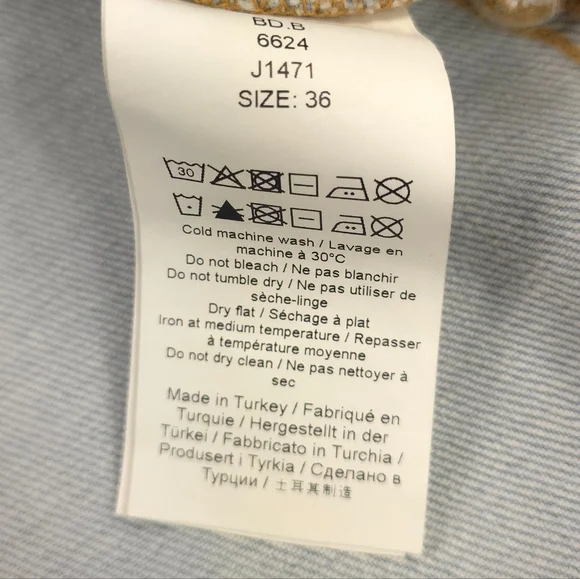 BD.B
6624
J1471
SIZE: 36
30
Cold machine wash / Lavage en
machine à 30°C
Do not bleach / Ne pas blanchir
Do not tumble dry / Ne pas utiliser de
sèche-linge
Dry flat / Séchage à plat
Iron at medium temperature / Repasser
à température moyenne
Do not dry clean / Ne pas nettoyer à
sec
Made in Turkey / Fabriqué en
Turquie / Hergestellt in der
Türkei / Fabbricato in Turchia /
Produsert i Tyrkia / Сделано в
Турции / 土耳其制造